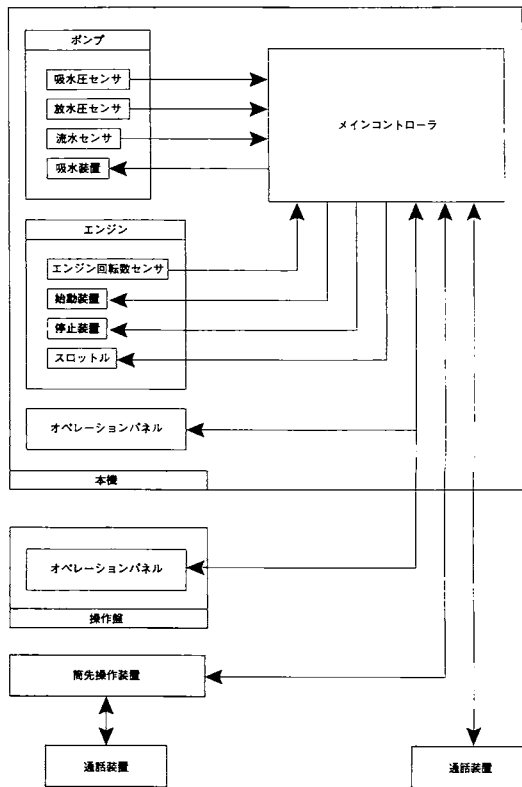 ポンプ
吸水圧センサ
放水圧センサ
流水センサ
吸水装置
メインコントローラ
エンジン
エンジン回転数センサ
始動装置
停止装置
スロットル
オペレーションパネル
本機
オペレーションパネル
操作盤
筒先操作装置
通話装置
通話装置